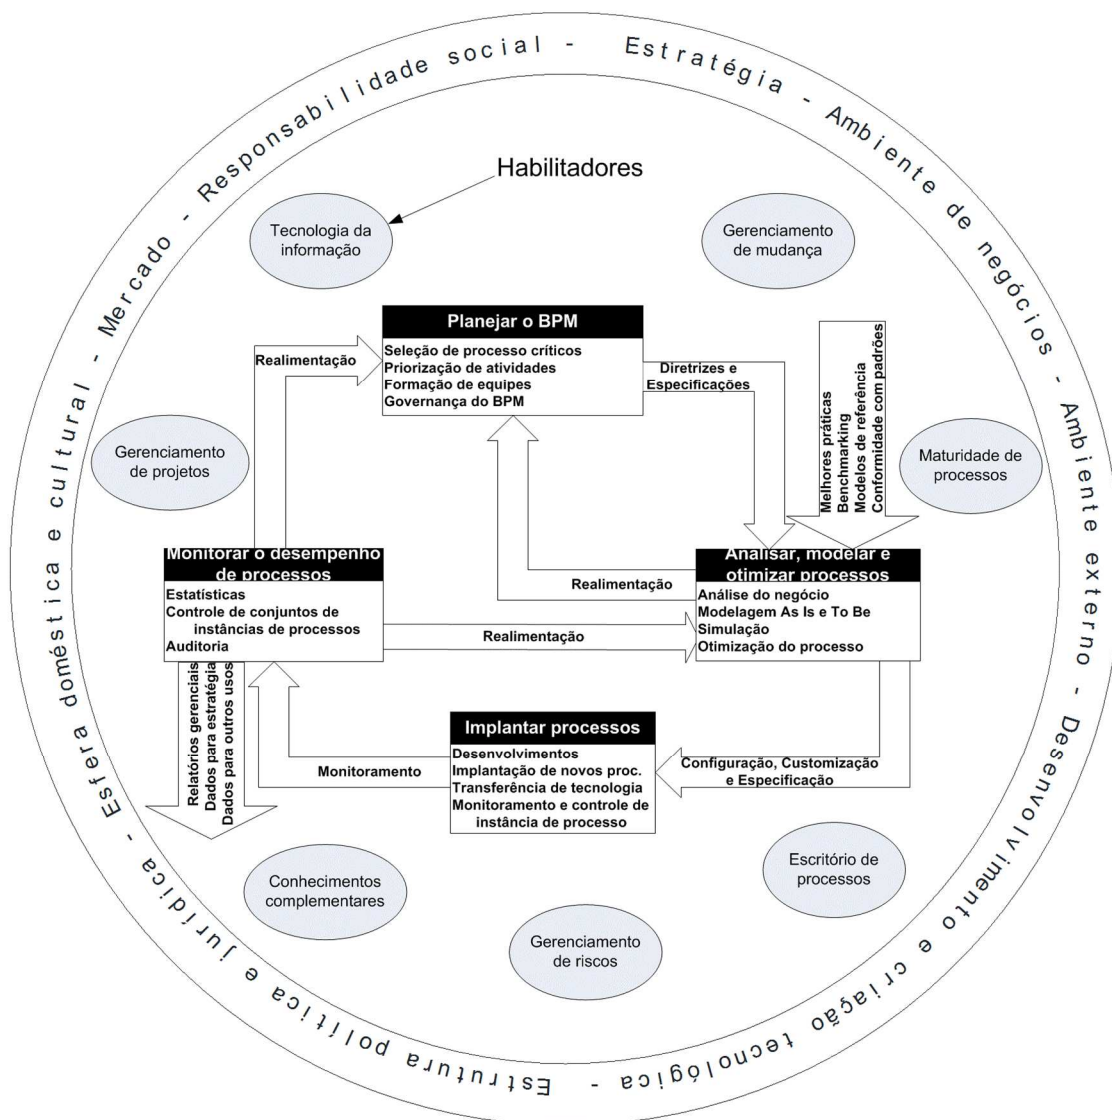 Estratégia - Ambiente de negócios - Ambiente externo - Desenvolvimento e criação tecnológica - Estrutura política e jurídica - Esfera doméstica e cultural - Mercado - Responsabilidade social -
Habilitadores
Tecnologia da
informação
Gerenciamento
de mudança
Planejar o BPM
Seleção de processo críticos
Priorização de atividades
Formação de equipes
Governança do BPM
Realimentação
Diretrizes e
Especificações
Melhores práticas
Benchmarking
Modelos de referência
Conformidade com padrões
Gerenciamento
de projetos
Maturidade de
processos
Monitorar o desempenho
de processos
Estatísticas
Controle de conjuntos de
instâncias de processos
Auditoria
Realimentação
Realimentação
Analisar, modelar e
otimizar processos
Análise do negócio
Modelagem As Is e To Be
Simulação
Otimização do processo
Relatórios gerenciais
Dados para estratégia
Dados para outros usos
Monitoramento
Implantar processos
Desenvolvimentos
Implantação de novos proc.
Transferência de tecnologia
Monitoramento e controle de
instância de processo
Configuração, Customização
e Especificação
Conhecimentos
complementares
Gerenciamento
de riscos
Escritório de
processos